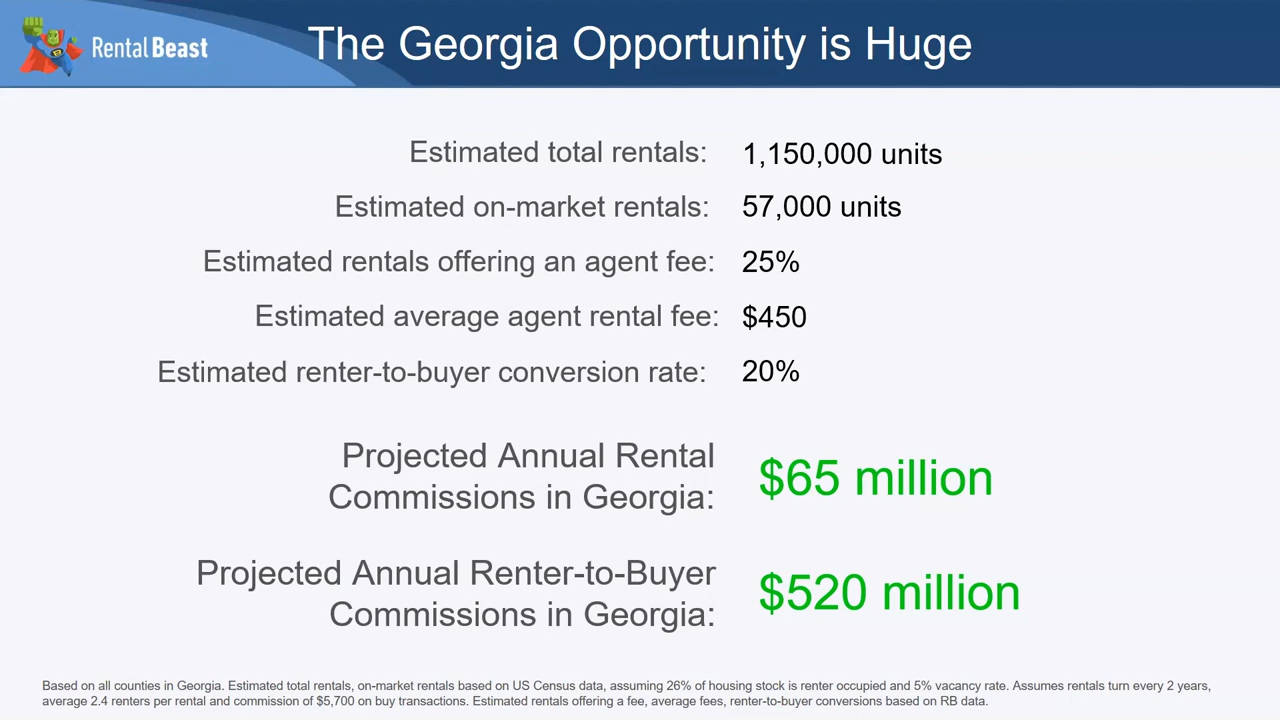 Rental Beast
The Georgia Opportunity is Huge
Estimated total rentals: 1,150,000 units
Estimated on-market rentals: 57,000 units
Estimated rentals offering an agent fee: 25%
Estimated average agent rental fee: $450
Estimated renter-to-buyer conversion rate: 20%
Projected Annual Rental
Commissions in Georgia:
$65 million
Projected Annual Renter-to-Buyer
Commissions in Georgia:
$520 million
Based on all counties in Georgia. Estimated total rentals, on-market rentals based on US Census data, assuming 26% of housing stock is renter occupied and 5% vacancy rate. Assumes rentals turn every 2 years,
average 2.4 renters per rental and commission of $5,700 on buy transactions. Estimated rentals offering a fee, average fees, renter-to-buyer conversions based on RB data.